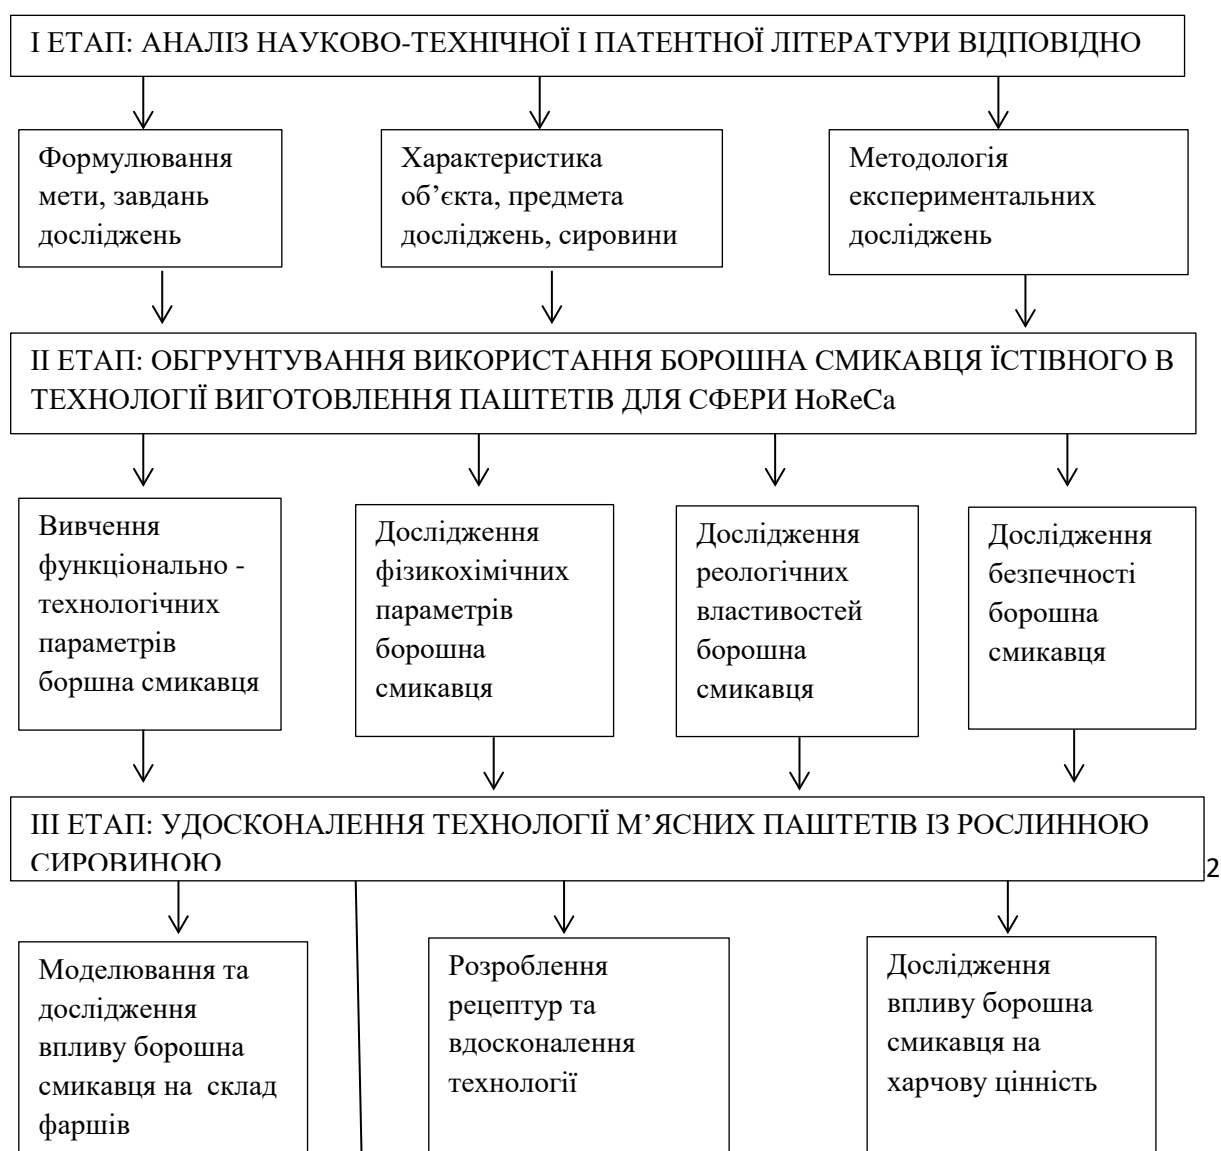 І ЕТАП: АНАЛІЗ НАУКОВО-ТЕХНІЧНОЇ І ПАТЕНТНОЇ ЛІТЕРАТУРИ ВІДПОВІДНО
Формулювання
мети, завдань
досліджень
Характеристика
об’єкта, предмета
досліджень, сировини
Методологія
експериментальних
досліджень
ІІ ЕТАП: ОБГРУНТУВАННЯ ВИКОРИСТАННЯ БОРОШНА СМИКАВЦЯ ЇСТІВНОГО В
ТЕХНОЛОГІЇ ВИГОТОВЛЕННЯ ПАШТЕТІВ ДЛЯ СФЕРИ HoReCa
Вивчення
функціонально -
технологічних
параметрів
боршна смикавця
Дослідження
фізикохімічних
параметрів
борошна
смикавця
Дослідження
реологічних
властивостей
борошна
смикавця
Дослідження
безпечності
борошна
смикавця
ІІІ ЕТАП: УДОСКОНАЛЕННЯ ТЕХНОЛОГІЇ М’ЯСНИХ ПАШТЕТІВ ІЗ РОСЛИННОЮ
СИРОВИНОЮ
2
Моделювання та
дослідження
впливу борошна
смикавця на склад
фаршів
Розроблення
рецептур та
вдосконалення
технології
Дослідження
впливу борошна
смикавця на
харчову цінність